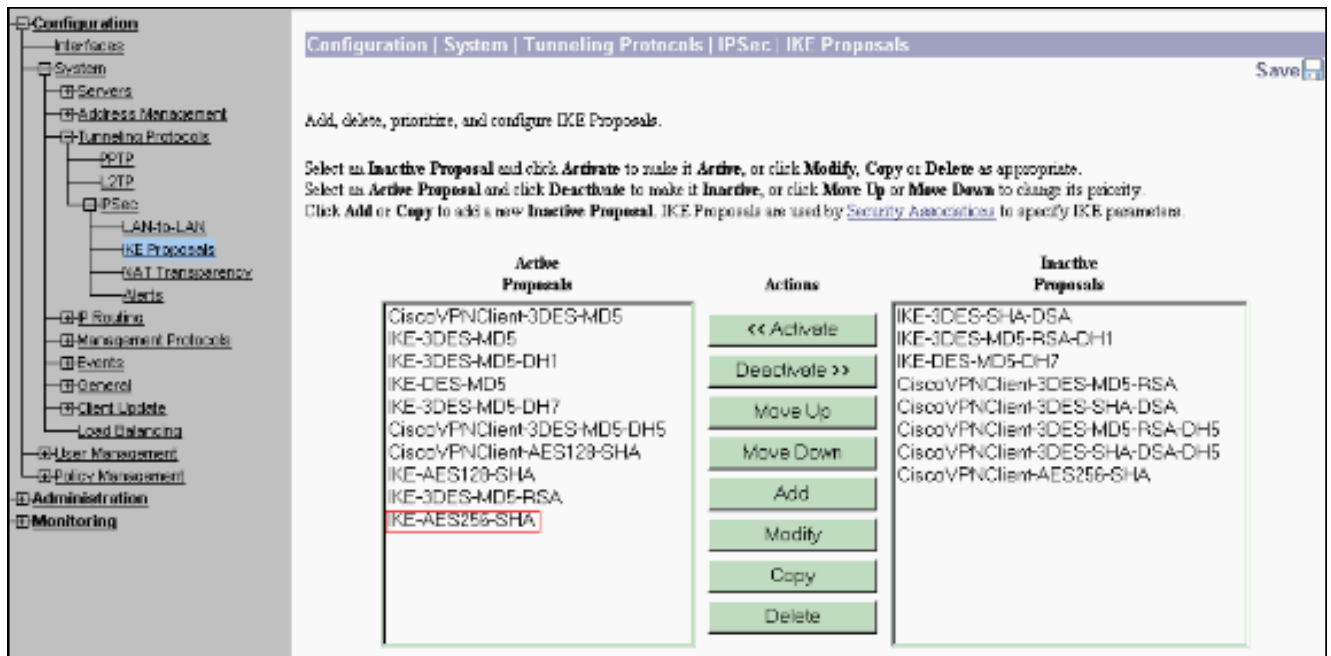 Configuration
Interfaces
System
Servers
Address Management
Tunneling Protocols
PPTP
L2TP
IPSec
LAN-to-LAN
IKE Proposals
NAT Transparency
Alerts
IP Routing
Management Protocols
Events
General
Client Update
Load Balancing
User Management
Policy Management
Administration
Monitoring
Configuration | System | Tunneling Protocols | IPSec | IKE Proposals
Save
Add, delete, prioritize, and configure IKE Proposals.
Select an Inactive Proposal and click Activate to make it Active, or click Modify, Copy or Delete as appropriate.
Select an Active Proposal and click Deactivate to make it Inactive, or click Move Up or Move Down to change its priority.
Click Add or Copy to add a new Inactive Proposal. IKE Proposals are used by Security Associations to specify IKE parameters.
Active
Proposals
CiscoVPNClient-3DES-MD5
IKE-3DES-MD5
IKE-3DES-MD5-DH1
IKE-DES-MD5
IKE-3DES-MD5-DH7
CiscoVPNClient-3DES-MD5-DH5
CiscoVPNClient-AES128-SHA
IKE-AES128-SHA
IKE-3DES-MD5-RSA
IKE-AES256-SHA
Actions
<< Activate
Deactivate >>
Move Up
Move Down
Add
Modify
Copy
Delete
Inactive
Proposals
IKE-3DES-SHA-DSA
IKE-3DES-MD5-RSA-DH1
IKE-DES-MD5-DH7
CiscoVPNClient-3DES-MD5-RSA
CiscoVPNClient-3DES-SHA-DSA
CiscoVPNClient-3DES-MD5-RSA-DH5
CiscoVPNClient-3DES-SHA-DSA-DH5
CiscoVPNClient-AES256-SHA